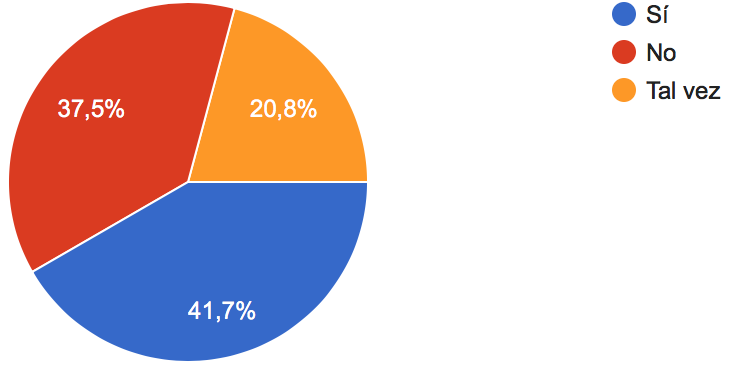 37,5%
20,8%
41,7%
Sí
No
Tal vez